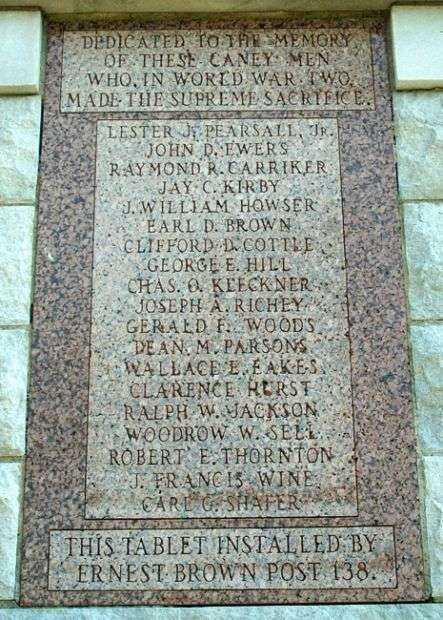 DEDICATED TO THE MEMORY
OF THESE CANEY MEN
WHO, IN WORLD WAR TWO,
MADE THE SUPREME SACRIFICE.
LESTER J. PEARSALL, Jr.
JOHN D. EWERS
RAYMOND R. CARRIKER
JAY C. KIRBY
J. WILLIAM HOWSER
EARL D. BROWN
CLIFFORD D. COTTLE
GEORGE E. HILL
CHAS. O. KEECKNER
JOSEPH A. RICHEY
GERALD F. WOODS
DEAN M. PARSONS
WALLACE E. EAKES
CLARENCE HURST
RALPH W. JACKSON
WOODROW W. SELL
ROBERT E. THORNTON
J. FRANCIS WINE
CARL G. SHAFER
THIS TABLET INSTALLED BY
ERNEST BROWN POST 138.